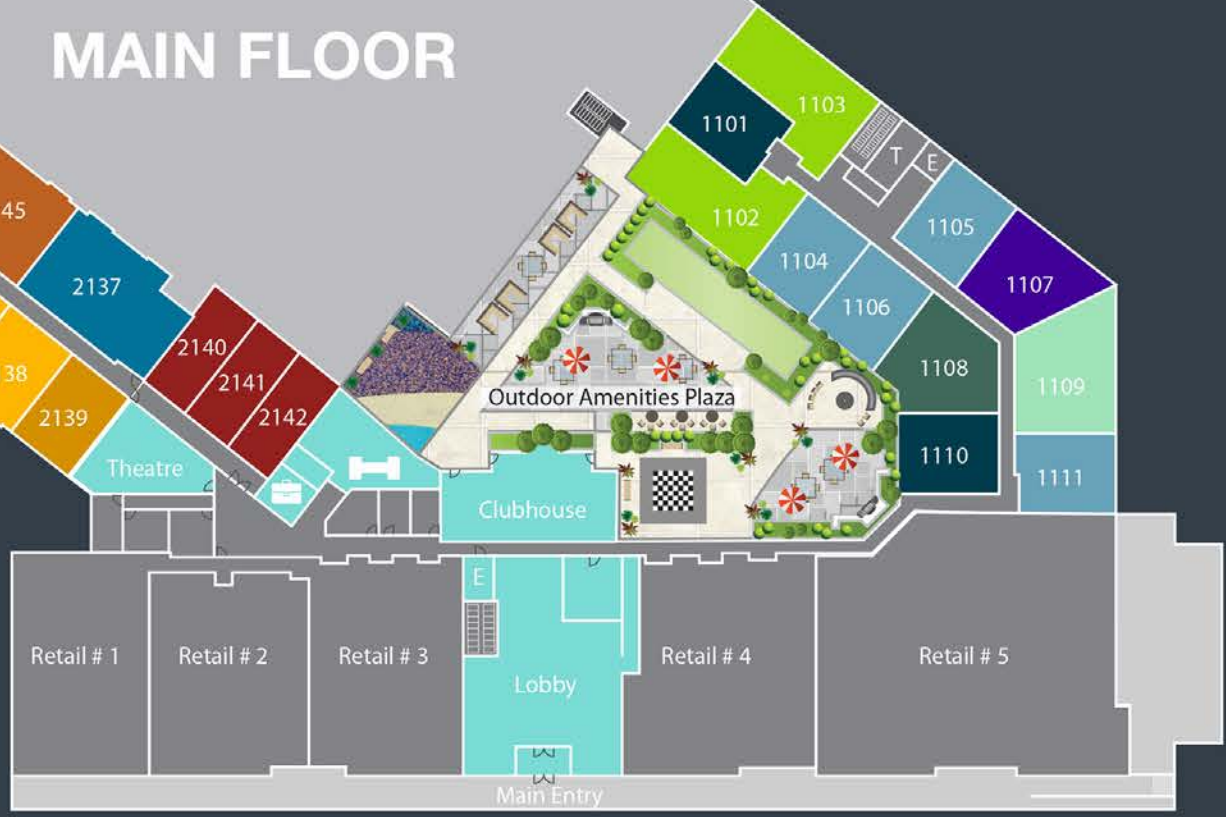 MAIN FLOOR
1103
1101
T
E
45
1102
1105
2137
1104
1107
1106
2140
38
2141
1108
1109
2139
2142
Outdoor Amenities Plaza
Theatre
1110
1111
Clubhouse
E
Retail # 1
Retail # 2
Retail # 3
Lobby
Retail # 4
Retail # 5
Main Entry